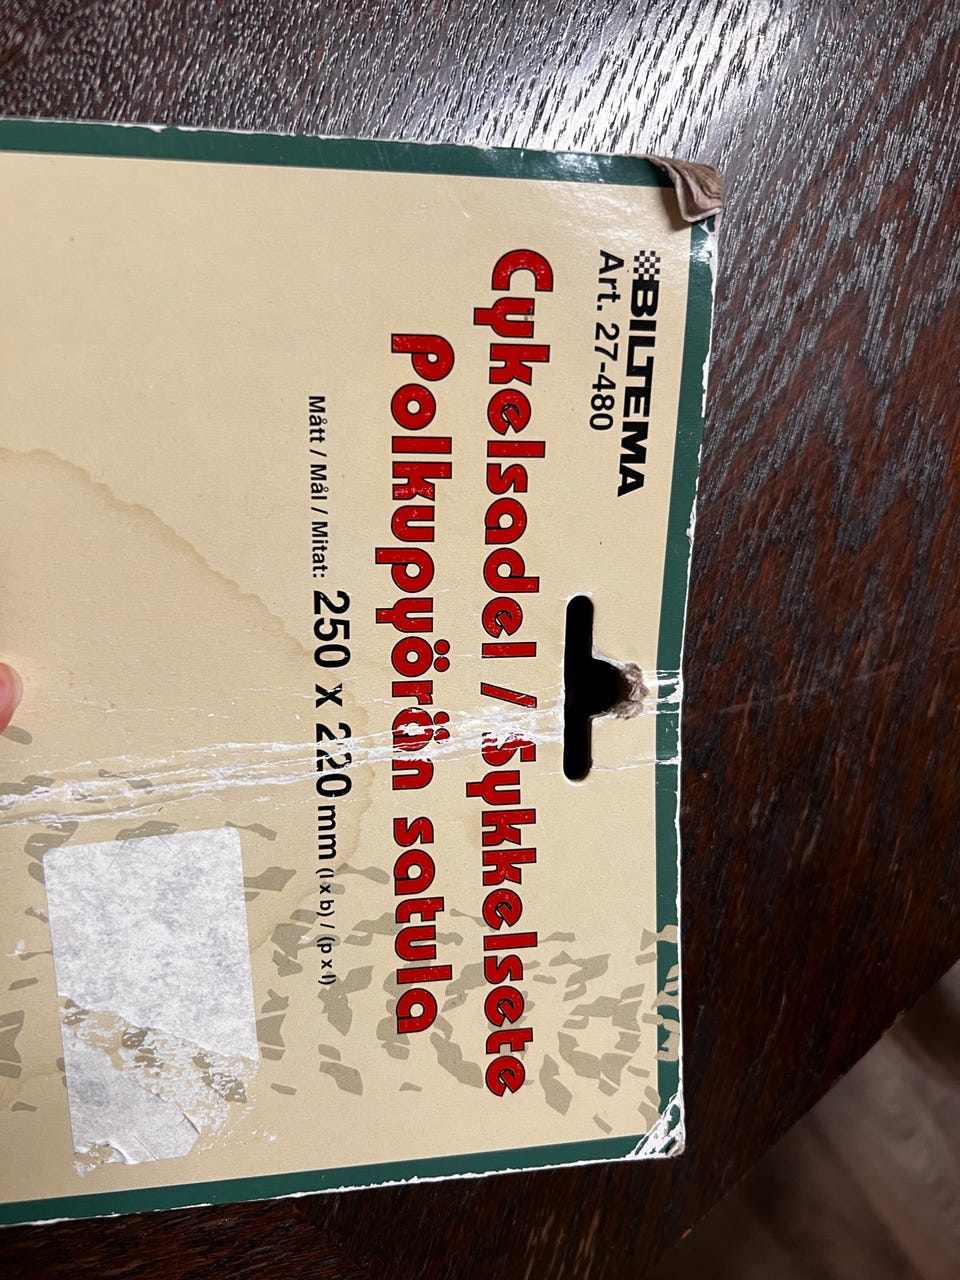 BILTEMA
Art. 27-480
Cykelsadel / Sykkelsete
Polkupyörän satula
Mått / Mål / Mitat: 250 x 220 mm (l x b) / (p x l)